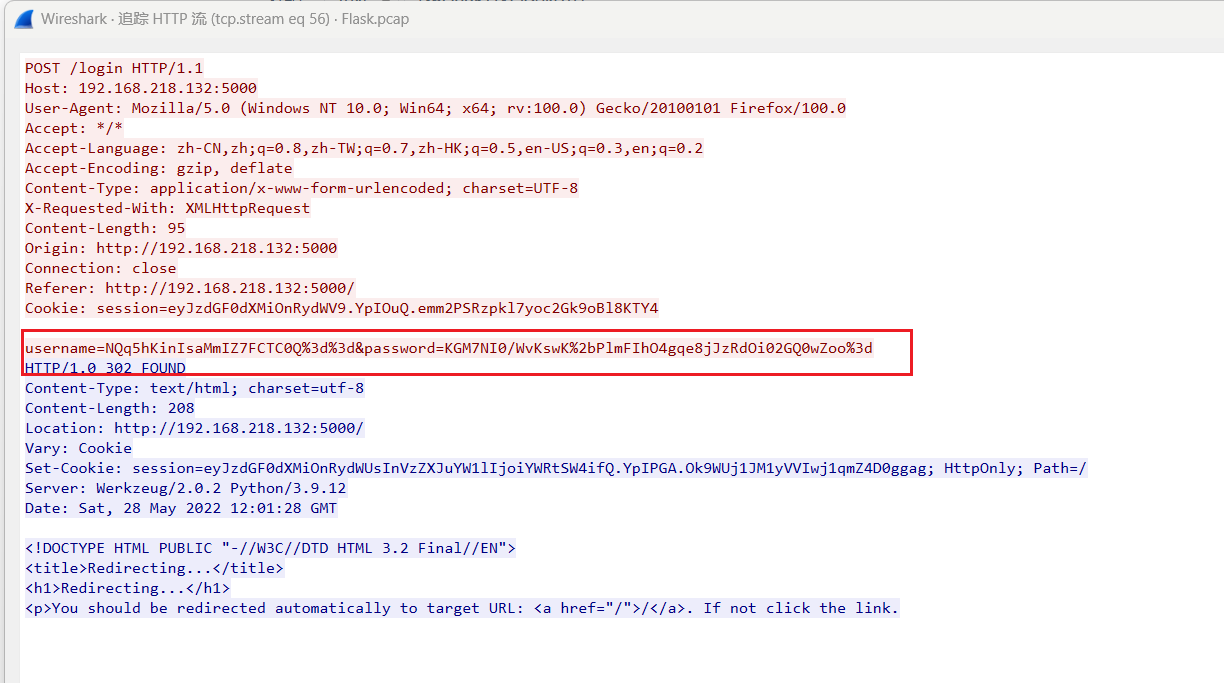 Wireshark · 追踪 HTTP 流 (tcp.stream eq 56) · Flask.pcap
POST /login HTTP/1.1
Host: 192.168.218.132:5000
User-Agent: Mozilla/5.0 (Windows NT 10.0; Win64; x64; rv:100.0) Gecko/20100101 Firefox/100.0
Accept: */*
Accept-Language: zh-CN,zh;q=0.8,zh-TW;q=0.7,zh-HK;q=0.5,en-US;q=0.3,en;q=0.2
Accept-Encoding: gzip, deflate
Content-Type: application/x-www-form-urlencoded; charset=UTF-8
X-Requested-With: XMLHttpRequest
Content-Length: 95
Origin: http://192.168.218.132:5000
Connection: close
Referer: http://192.168.218.132:5000/
Cookie: session=eyJzdGF0dXMiOnRydWV9.YpIOuQ.emm2PSRzpkl7yoc2Gk9oBl8KTY4
username=NQq5hKinIsaMmIZ7FCTC0Q%3d%3d&password=KGM7NI0/WvKswK%2bPlmFIhO4gqe8jJzRdOi02GQ0wZoo%3d
HTTP/1.0 302 FOUND
Content-Type: text/html; charset=utf-8
Content-Length: 208
Location: http://192.168.218.132:5000/
Vary: Cookie
Set-Cookie: session=eyJzdGF0dXMiOnRydWUsInVzZXJuYW1lIjoiYWRtSW4ifQ.YpIPGA.Ok9WUj1JM1yVVIwj1qmZ4D0ggag; HttpOnly; Path=/
Server: Werkzeug/2.0.2 Python/3.9.12
Date: Sat, 28 May 2022 12:01:28 GMT
<!DOCTYPE HTML PUBLIC "-//W3C//DTD HTML 3.2 Final//EN">
<title>Redirecting...</title>
<h1>Redirecting...</h1>
<p>You should be redirected automatically to target URL: <a href="/">/</a>. If not click the link.